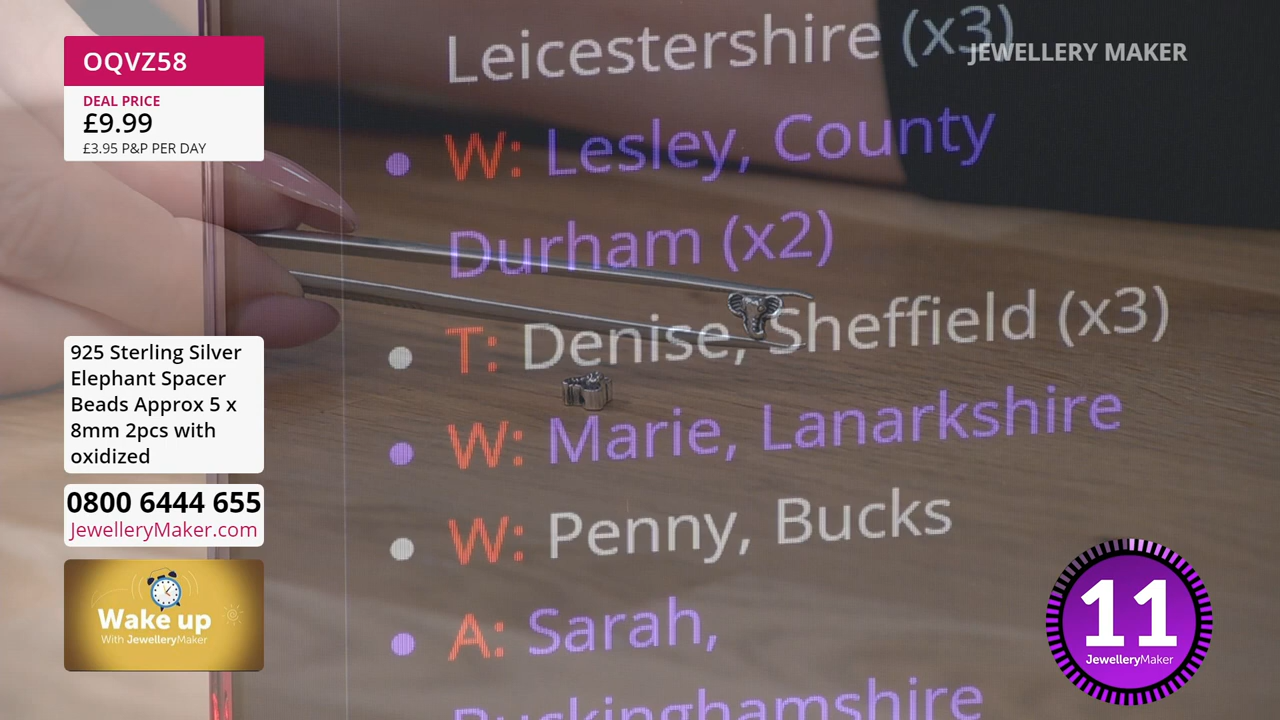 OQVZ58
DEAL PRICE
£9.99
£3.95 P&P PER DAY
925 Sterling Silver
Elephant Spacer
Beads Approx 5 x
8mm 2pcs with
oxidized
0800 6444 655
JewelleryMaker.com
Wake up
With JewelleryMaker
Leicestershire (x3)
JEWELLERY MAKER
• W: Lesley, County
Durham (x2)
• T: Denise, Sheffield (x3)
• W: Marie, Lanarkshire
• W: Penny, Bucks
• A: Sarah,
Buckinghamshire
11
JewelleryMaker